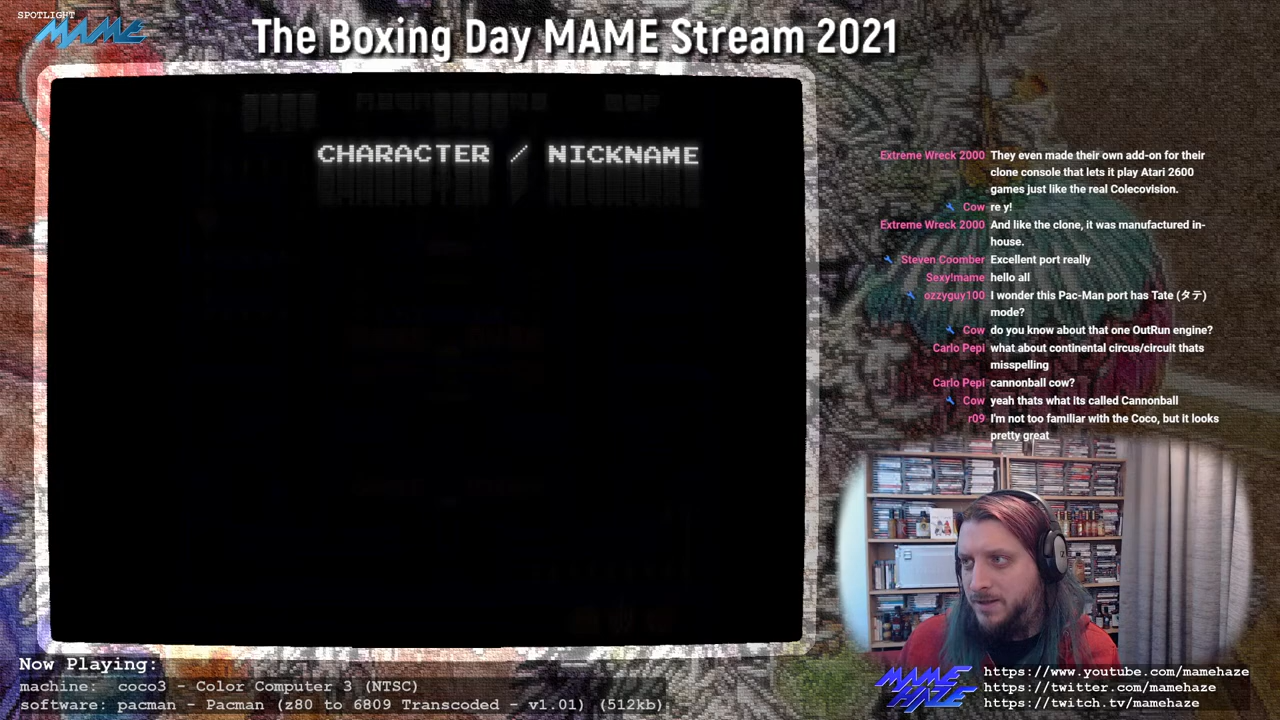 SPOTLIGHT
MAME
The Boxing Day MAME Stream 2021
CHARACTER / NICKNAME
Extreme Wreck 2000 They even made their own add-on for their
clone console that lets it play Atari 2600
games just like the real Colecovision.
Cow re y!
Extreme Wreck 2000 And like the clone, it was manufactured in-
house.
Steven Coomber Excellent port really
Sexy!mame hello all
ozzyguy100 I wonder this Pac-Man port has Tate (タテ)
mode?
Cow do you know about that one OutRun engine?
Carlo Pepi what about continental circus/circuit thats
misspelling
Carlo Pepi cannonball cow?
Cow yeah thats what its called Cannonball
r09 I'm not too familiar with the Coco, but it looks
pretty great
Now Playing:
machine: coco3 - Color Computer 3 (NTSC)
software: pacman - Pacman (z80 to 6809 Transcoded - v1.01) (512kb)
MAME
HAZE
https://www.youtube.com/mamehaze
https://twitter.com/mamehaze
https://twitch.tv/mamehaze